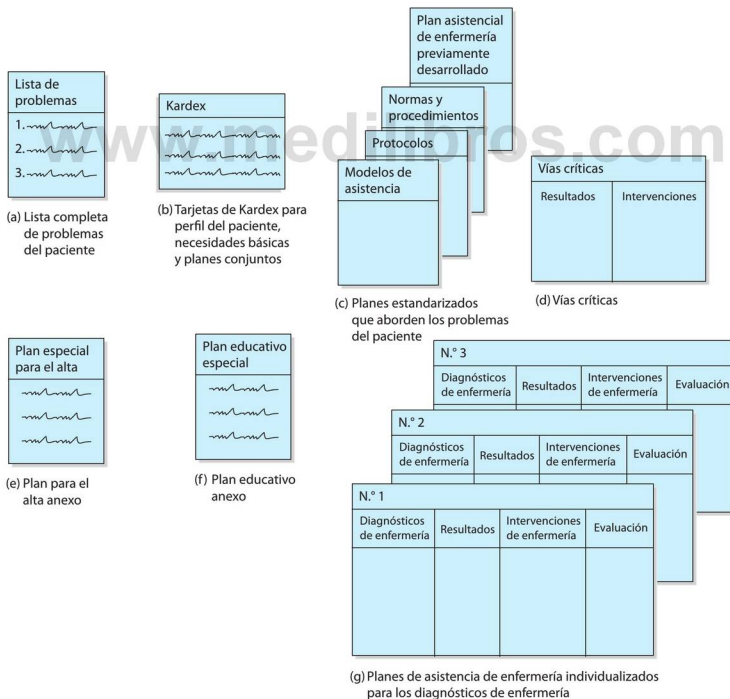 www.medilibros.com
Lista de
problemas
1.
2.
3.
(a) Lista completa
de problemas
del paciente
Kardex
(b) Tarjetas de Kardex para
perfil del paciente,
necesidades básicas
y planes conjuntos
Plan asistencial
de enfermería
previamente
desarrollado
Normas y
procedimientos
Protocolos
Modelos de
asistencia
(c) Planes estandarizados
que aborden los problemas
del paciente
Vías críticas
Resultados
Intervenciones
(d) Vías críticas
Plan especial
para el alta
(e) Plan para el
alta anexo
Plan educativo
especial
(f) Plan educativo
anexo
N.° 3
Diagnósticos
de enfermería
Resultados
Intervenciones
de enfermería
Evaluación
N.° 2
Diagnósticos
de enfermería
Resultados
Intervenciones
de enfermería
Evaluación
N.° 1
Diagnósticos
de enfermería
Resultados
Intervenciones
de enfermería
Evaluación
(g) Planes de asistencia de enfermería individualizados
para los diagnósticos de enfermería